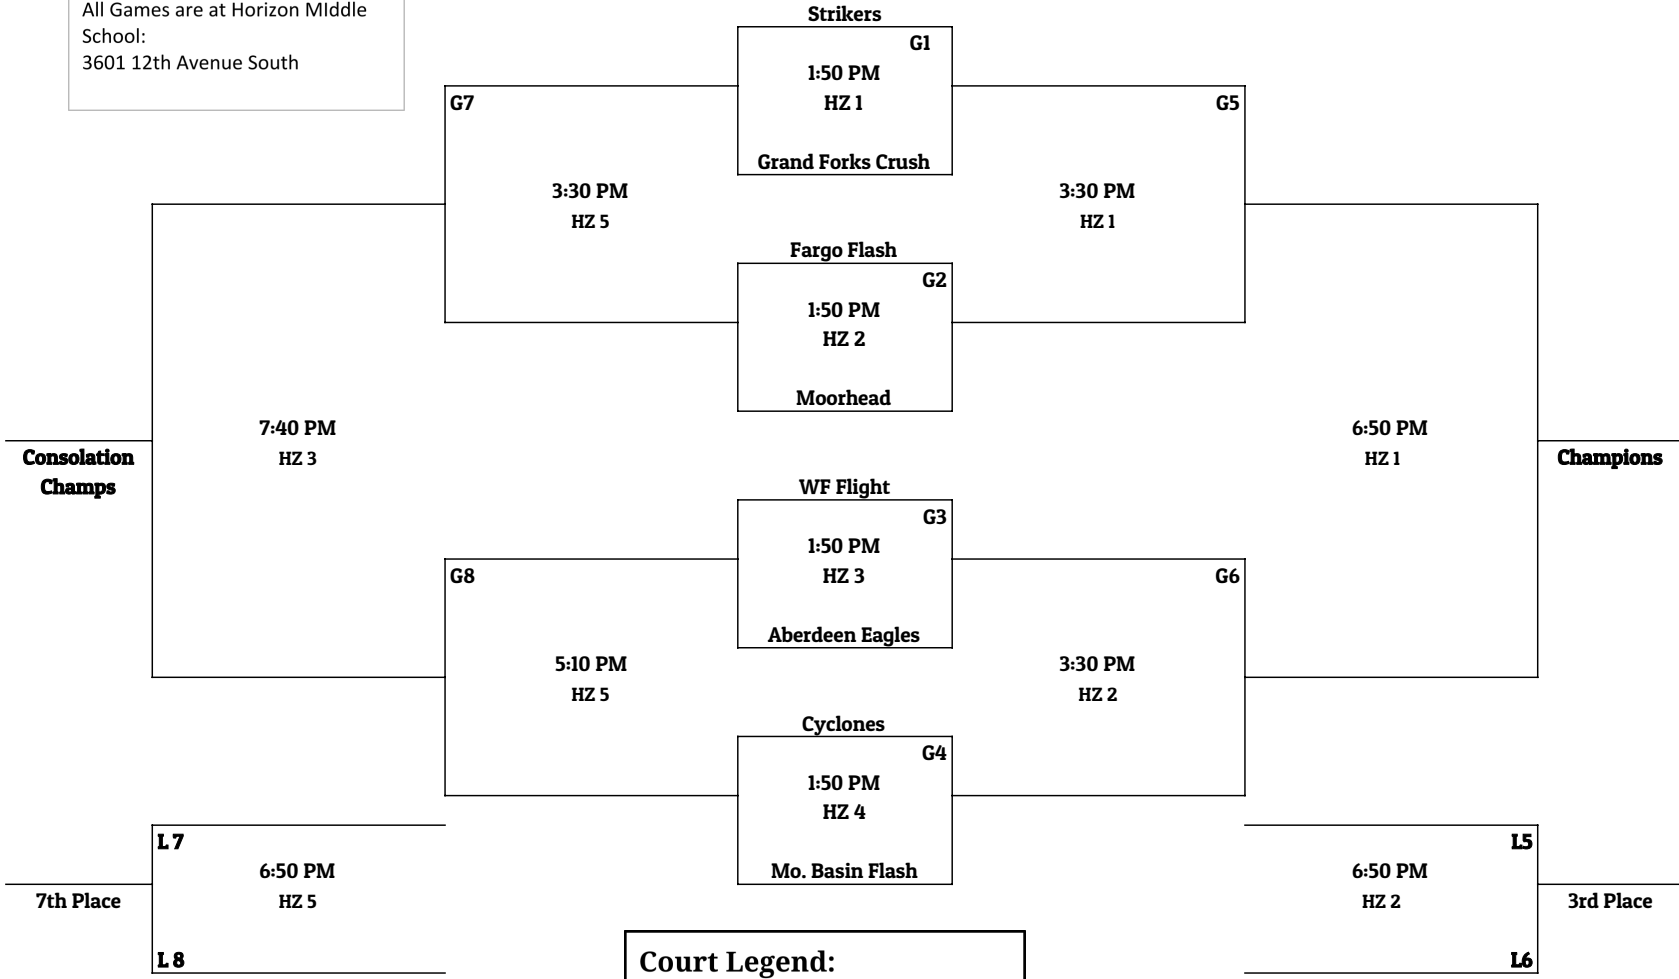 All Games are at Horizon MIddle
School:
3601 12th Avenue South
Strikers
G1
1:50 PM
HZ 1
Grand Forks Crush
G7
3:30 PM
HZ 5
G5
3:30 PM
HZ 1
Fargo Flash
G2
1:50 PM
HZ 2
Moorhead
7:40 PM
HZ 3
Consolation
Champs
6:50 PM
HZ 1
Champions
WF Flight
G3
1:50 PM
HZ 3
Aberdeen Eagles
G8
5:10 PM
HZ 5
G6
3:30 PM
HZ 2
Cyclones
G4
1:50 PM
HZ 4
Mo. Basin Flash
L 7
6:50 PM
HZ 5
7th Place
L 8
L5
6:50 PM
HZ 2
3rd Place
L6
Court Legend: